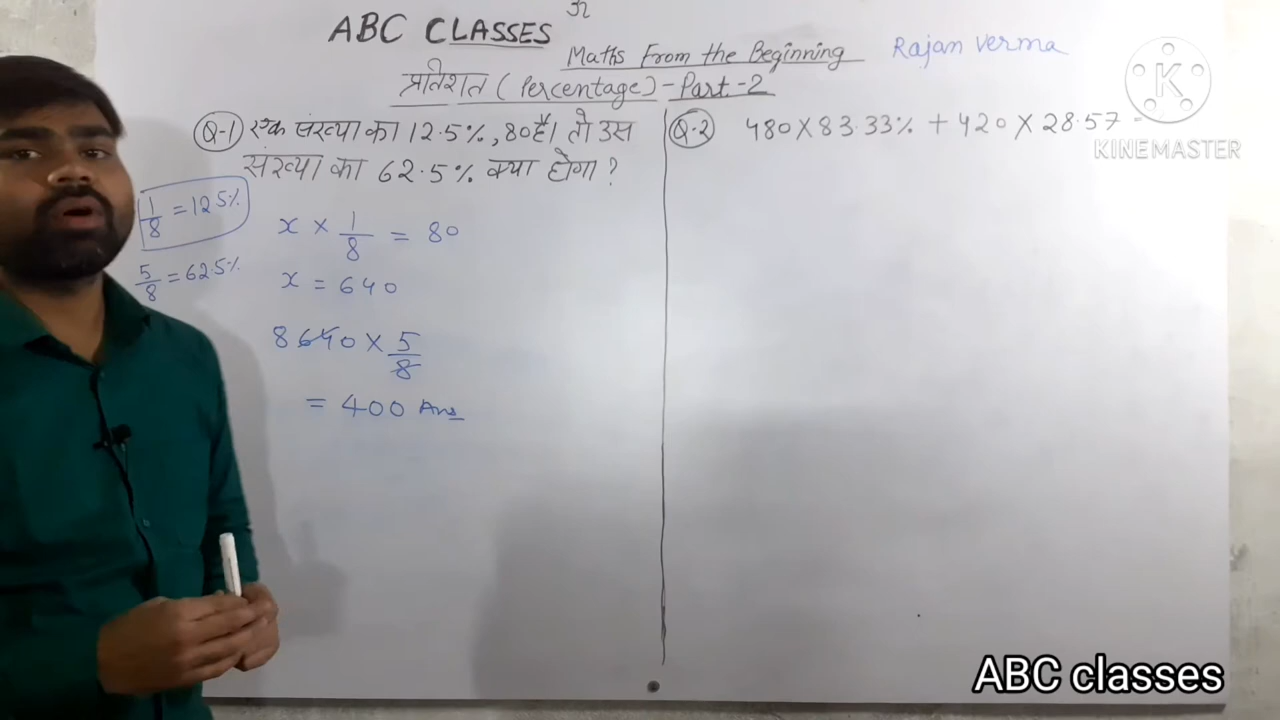 ABC CLASSES
Maths From the Beginning Rajan Verma
प्रतिशत (Percentage) - Part-2
Q-1 एक संख्या का 12.5%, 80 है। तो उस
संख्या का 62.5% क्या होगा ?
1/8 = 12.5%
5/8 = 62.5%
x × 1/8 = 80
x = 640
8 640 × 5/8
= 400 Ans
Q-2 480 × 83.33% + 420 × 28.57
K
KINEMASTER
ABC classes